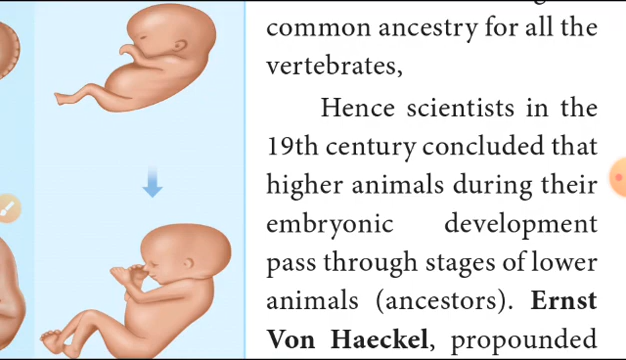 common ancestry for all the
vertebrates,
Hence scientists in the
19th century concluded that
higher animals during their
embryonic development
pass through stages of lower
animals (ancestors). Ernst
Von Haeckel, propounded